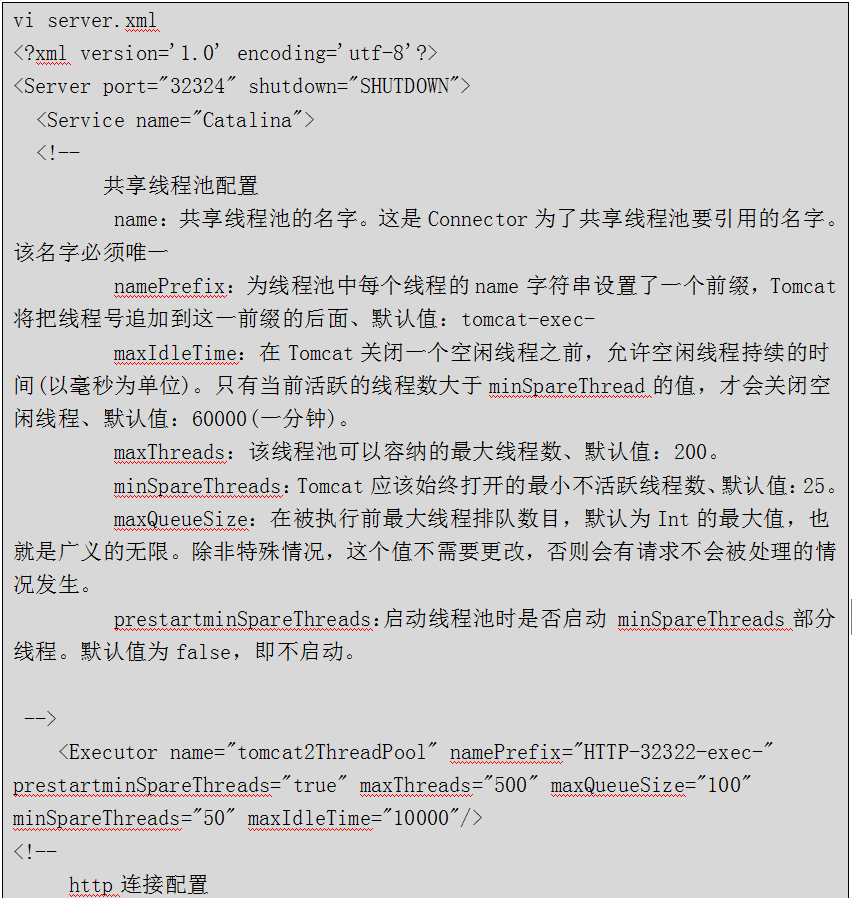 vi server.xml
<?xml version='1.0' encoding='utf-8'?>
<Server port="32324" shutdown="SHUTDOWN">
<Service name="Catalina">
<!--
共享线程池配置
name：共享线程池的名字。这是 Connector 为了共享线程池要引用的名字。
该名字必须唯一
namePrefix：为线程池中每个线程的 name 字符串设置了一个前缀，Tomcat
将把线程号追加到这一前缀的后面、默认值：tomcat-exec-
maxIdleTime：在 Tomcat 关闭一个空闲线程之前，允许空闲线程持续的时
间(以毫秒为单位)。只有当前活跃的线程数大于 minSpareThread 的值，才会关闭空
闲线程、默认值：60000(一分钟)。
maxThreads：该线程池可以容纳的最大线程数、默认值：200。
minSpareThreads：Tomcat 应该始终打开的最小不活跃线程数、默认值：25。
maxQueueSize：在被执行前最大线程排队数目，默认为 Int 的最大值，也
就是广义的无限。除非特殊情况，这个值不需要更改，否则会有请求不会被处理的情
况发生。
prestartminSpareThreads：启动线程池时是否启动 minSpareThreads 部分
线程。默认值为 false，即不启动。
-->
<Executor name="tomcat2ThreadPool" namePrefix="HTTP-32322-exec-"
prestartminSpareThreads="true" maxThreads="500" maxQueueSize="100"
minSpareThreads="50" maxIdleTime="10000"/>
<!--
http 连接配置